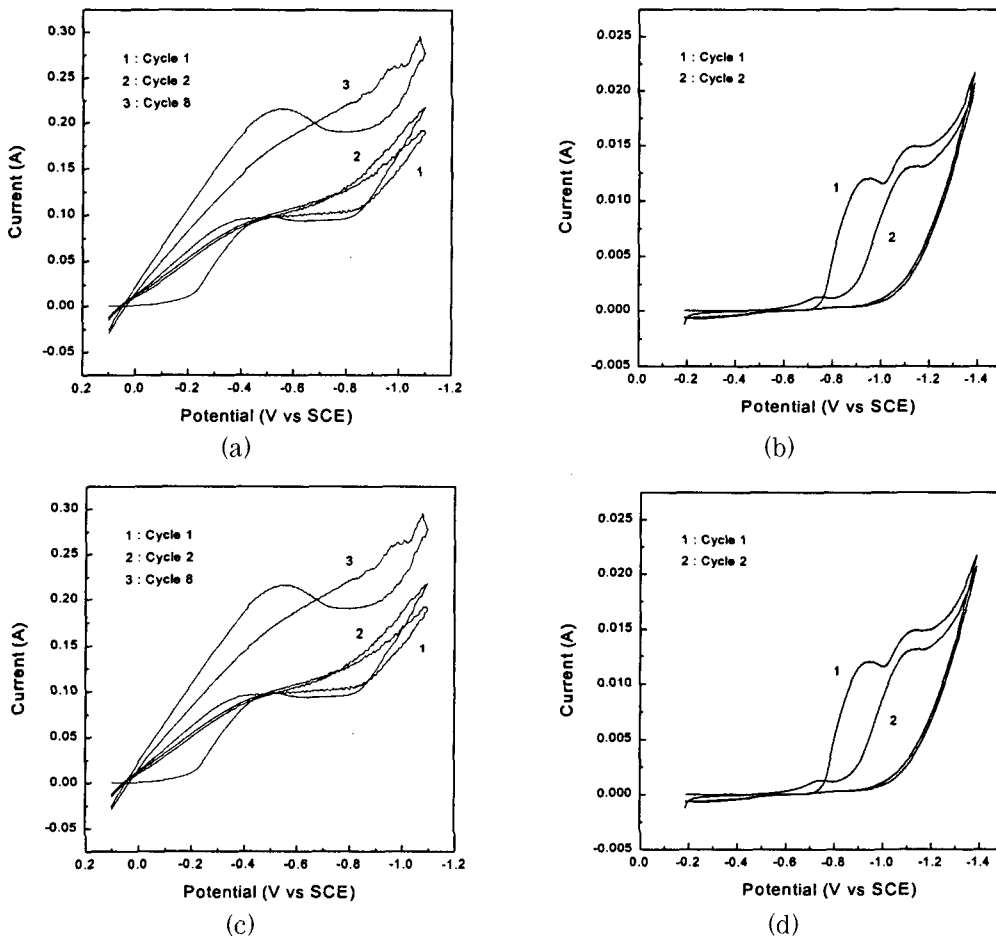 0.30
0.25
0.20
0.15
0.10
0.05
0.00
-0.05
Current (A)
1 : Cycle 1
2 : Cycle 2
3 : Cycle 8
3
2
1
0.2 0.0 -0.2 -0.4 -0.6 -0.8 -1.0 -1.2
Potential (V vs SCE)
(a)
0.025
0.020
0.015
0.010
0.005
0.000
-0.005
Current (A)
1 : Cycle 1
2 : Cycle 2
1
2
0.0 -0.2 -0.4 -0.6 -0.8 -1.0 -1.2 -1.4
Potential (V vs SCE)
(b)
0.30
0.25
0.20
0.15
0.10
0.05
0.00
-0.05
Current (A)
1 : Cycle 1
2 : Cycle 2
3 : Cycle 8
3
2
1
0.2 0.0 -0.2 -0.4 -0.6 -0.8 -1.0 -1.2
Potential (V vs SCE)
(c)
0.025
0.020
0.015
0.010
0.005
0.000
-0.005
Current (A)
1 : Cycle 1
2 : Cycle 2
1
2
0.0 -0.2 -0.4 -0.6 -0.8 -1.0 -1.2 -1.4
Potential (V vs SCE)
(d)